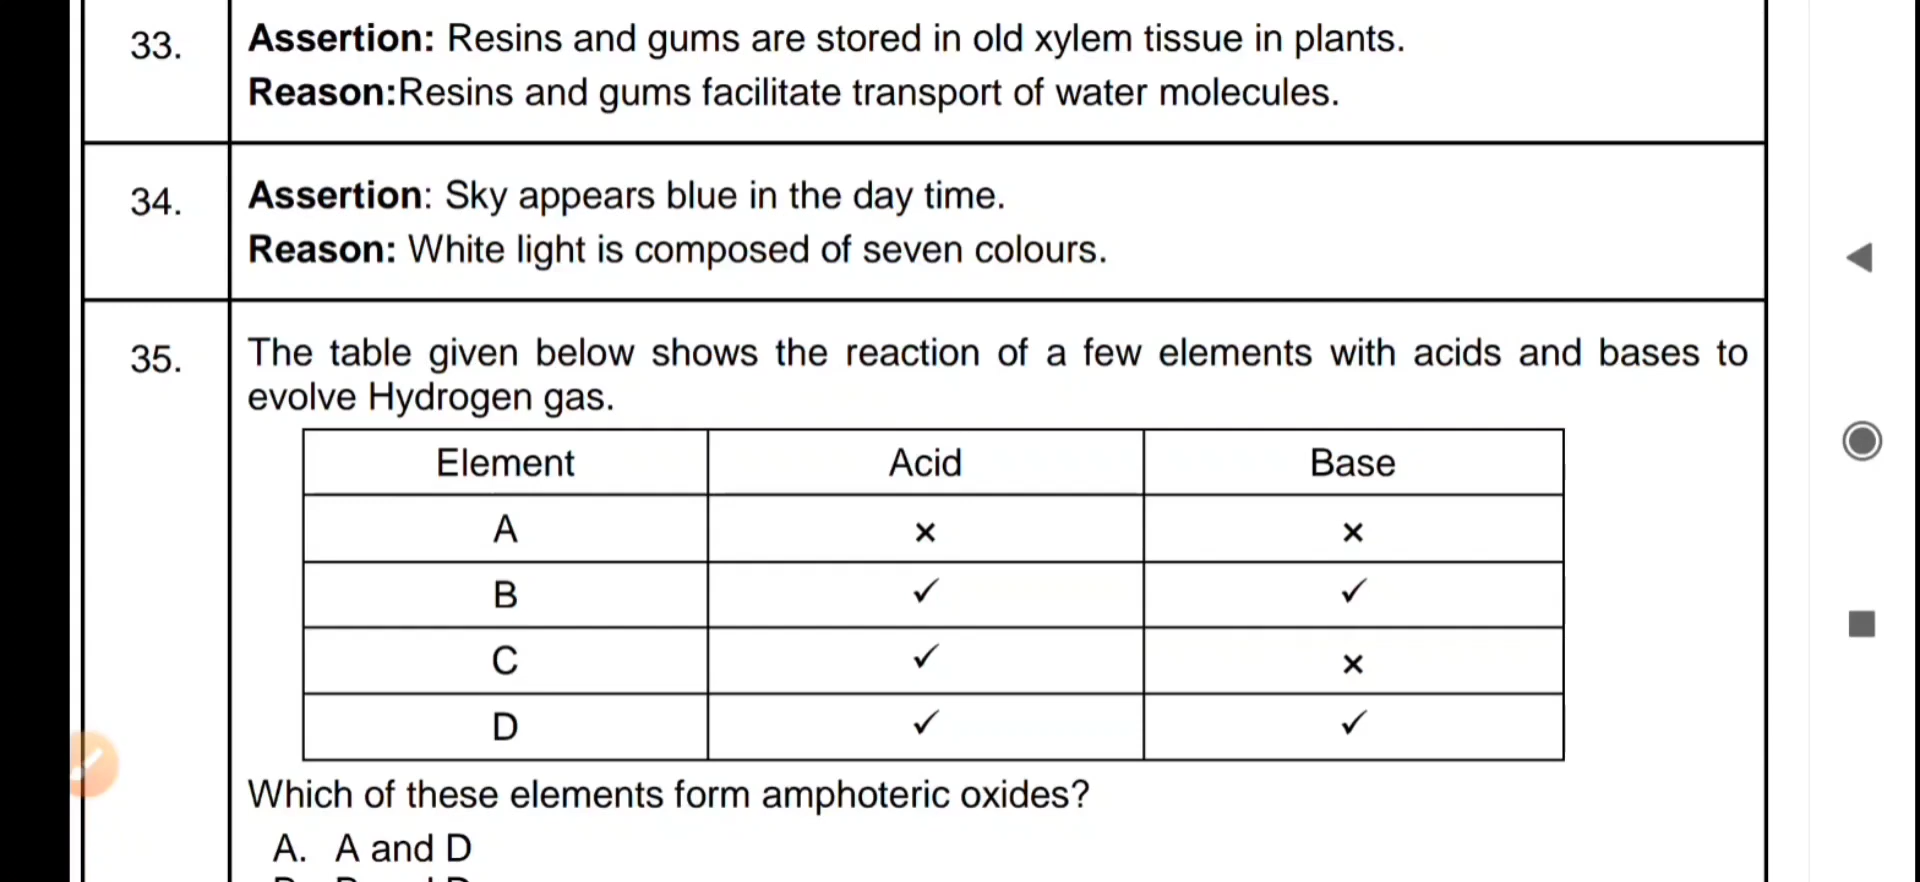 33.
Assertion: Resins and gums are stored in old xylem tissue in plants.
Reason:Resins and gums facilitate transport of water molecules.
34.
Assertion: Sky appears blue in the day time.
Reason: White light is composed of seven colours.
35.
The table given below shows the reaction of a few elements with acids and bases to
evolve Hydrogen gas.
Element Acid Base
A × ×
B ✓ ✓
C ✓ ×
D ✓ ✓
Which of these elements form amphoteric oxides?
A. A and D